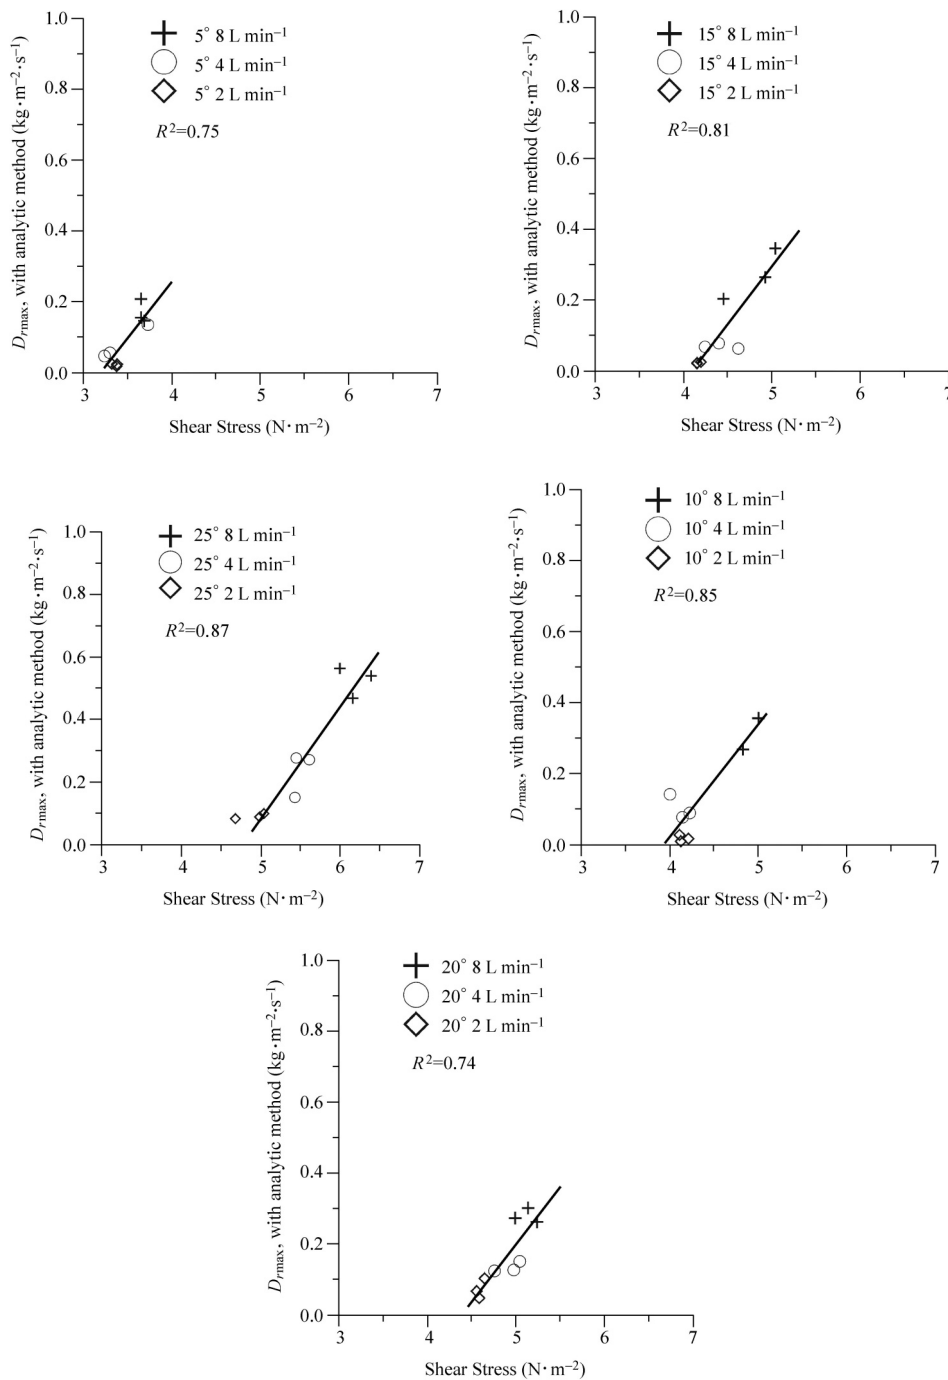 1.0
0.8
0.6
0.4
0.2
0.0
3 4 5 6 7
Drmax, with analytic method (kg·m−2·s−1)
5° 8 L min−1
5° 4 L min−1
5° 2 L min−1
R2=0.75
Shear Stress (N·m−2)
1.0
0.8
0.6
0.4
0.2
0.0
3 4 5 6 7
Drmax, with analytic method (kg·m−2·s−1)
15° 8 L min−1
15° 4 L min−1
15° 2 L min−1
R2=0.81
Shear Stress (N·m−2)
1.0
0.8
0.6
0.4
0.2
0.0
3 4 5 6 7
Drmax, with analytic method (kg·m−2·s−1)
25° 8 L min−1
25° 4 L min−1
25° 2 L min−1
R2=0.87
Shear Stress (N·m−2)
1.0
0.8
0.6
0.4
0.2
0.0
3 4 5 6 7
Drmax, with analytic method (kg·m−2·s−1)
10° 8 L min−1
10° 4 L min−1
10° 2 L min−1
R2=0.85
Shear Stress (N·m−2)
1.0
0.8
0.6
0.4
0.2
0.0
3 4 5 6 7
Drmax, with analytic method (kg·m−2·s−1)
20° 8 L min−1
20° 4 L min−1
20° 2 L min−1
R2=0.74
Shear Stress (N·m−2)